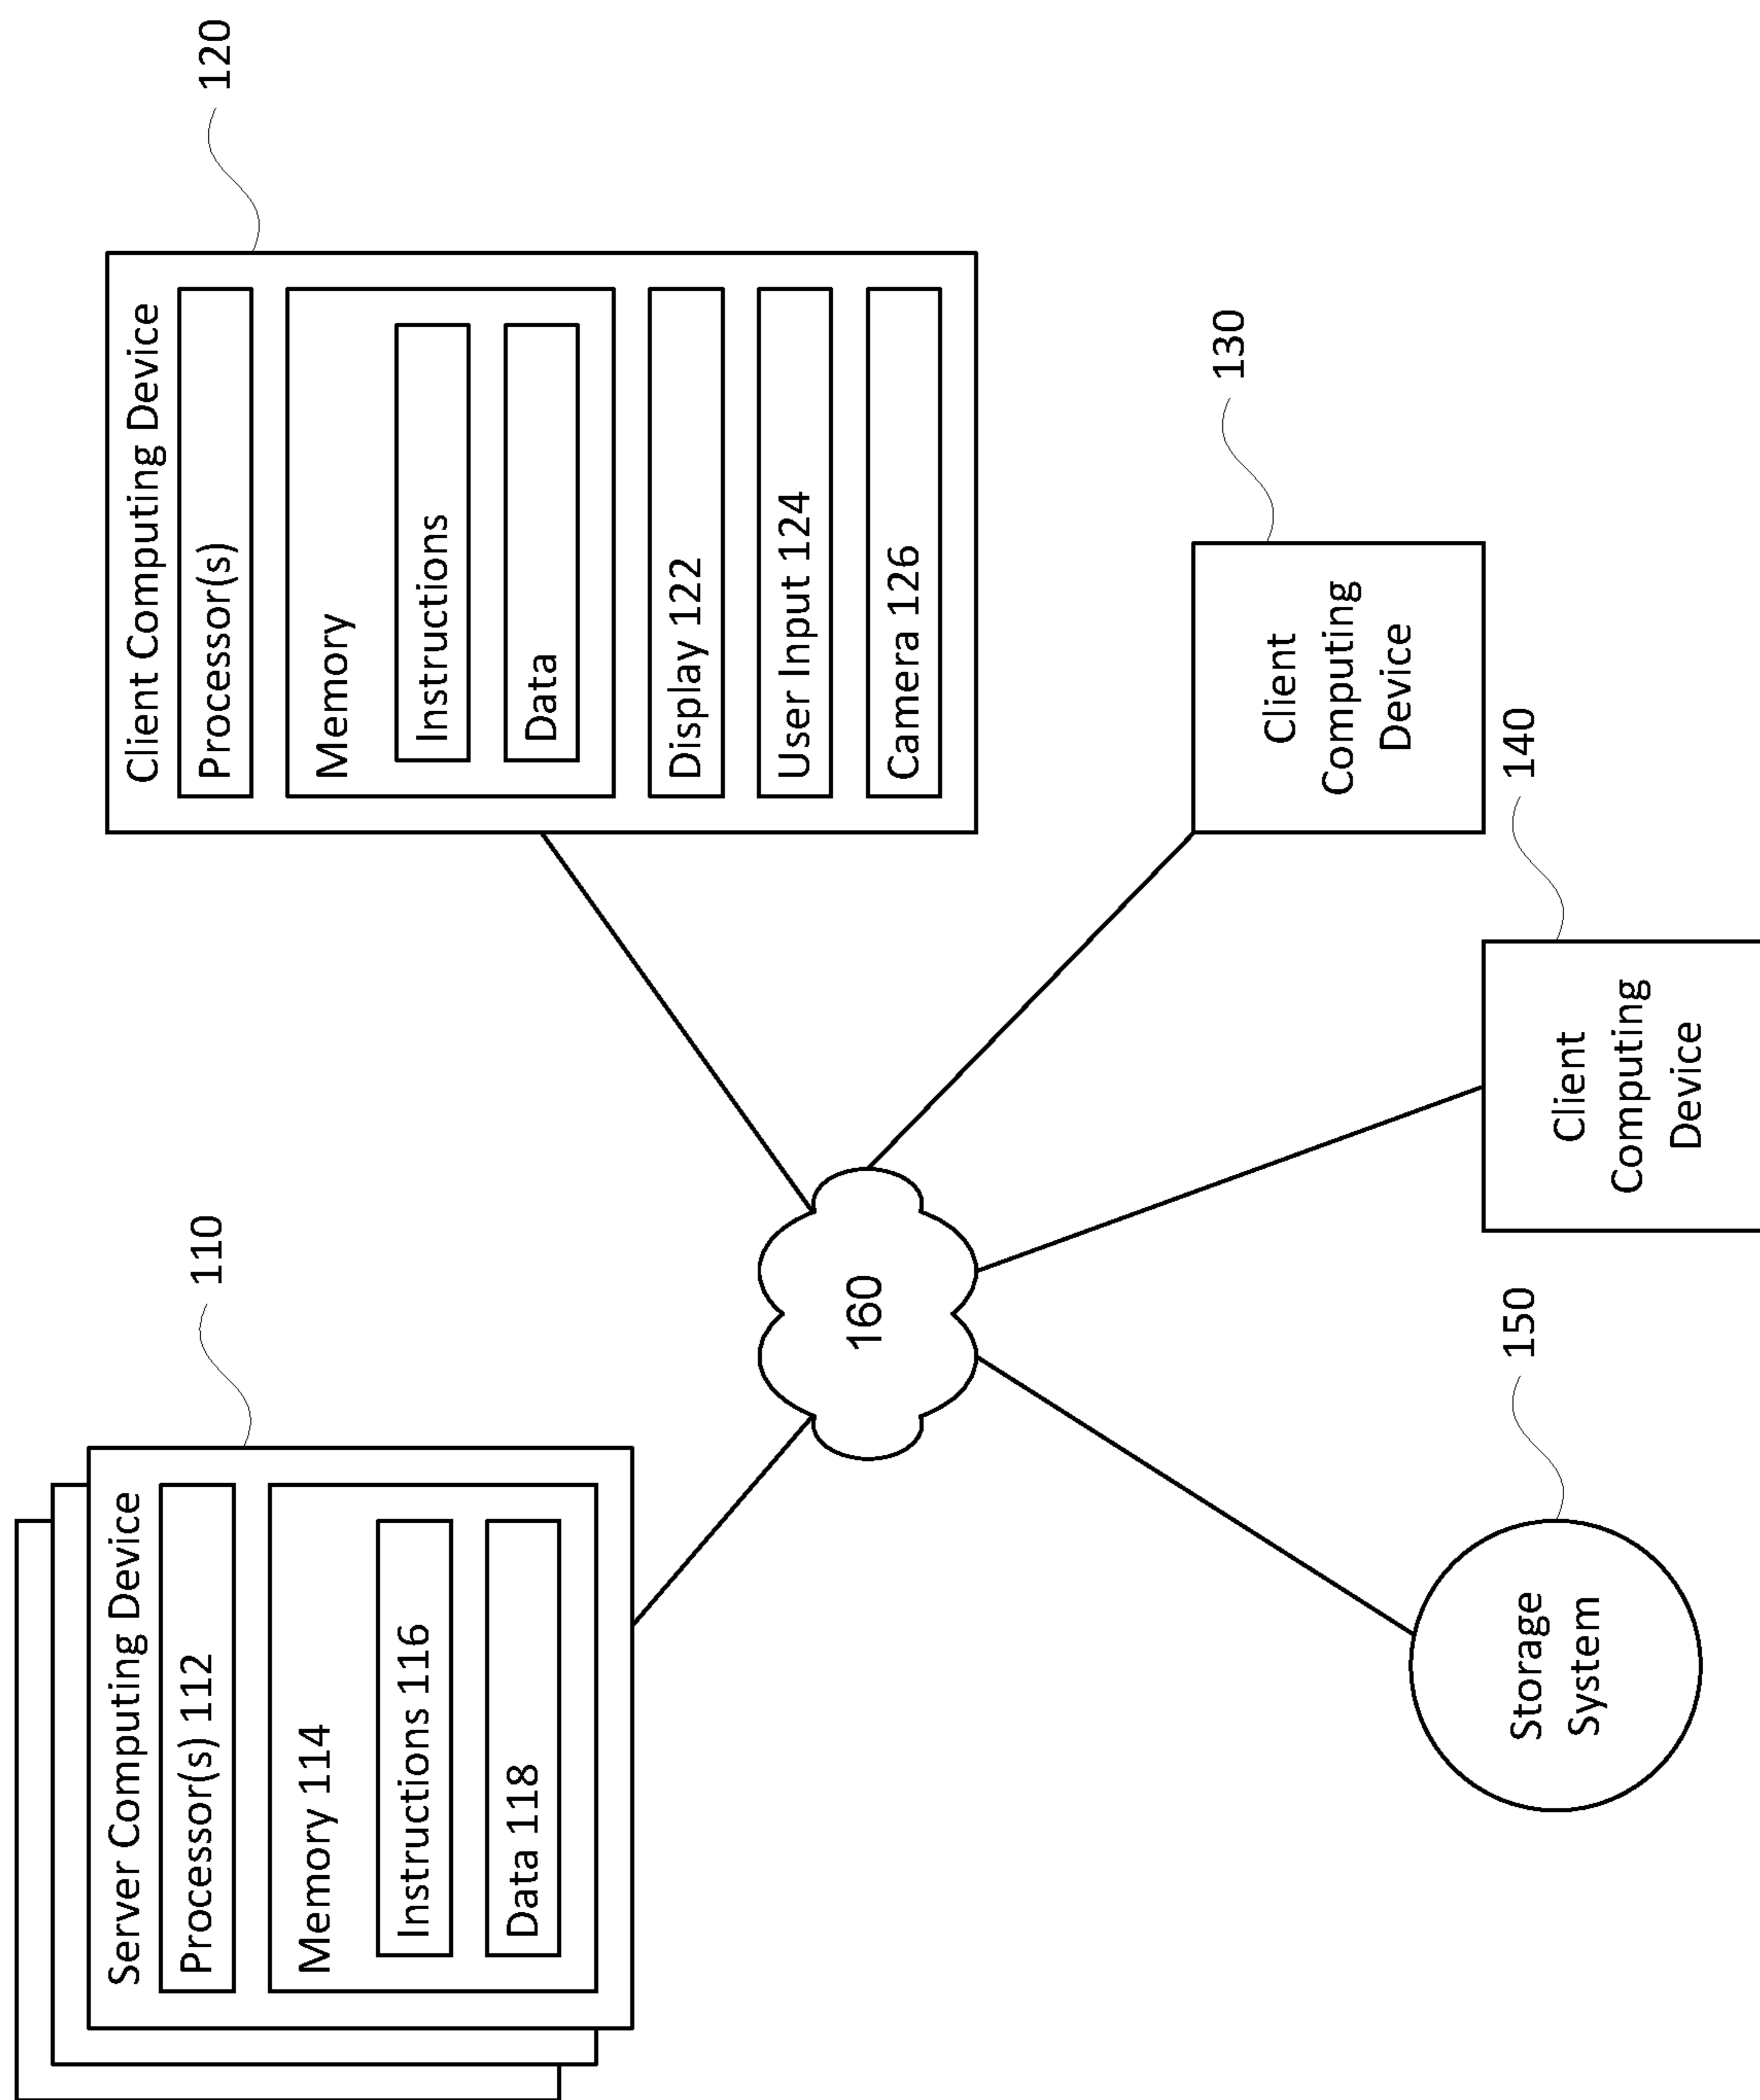 110
Server Computing Device
Processor(s) 112
Memory 114
Instructions 116
Data 118
120
Client Computing Device
Processor(s)
Memory
Instructions
Data
Display 122
User Input 124
Camera 126
160
150
Storage
System
140
Client
Computing
Device
130
Client
Computing
Device